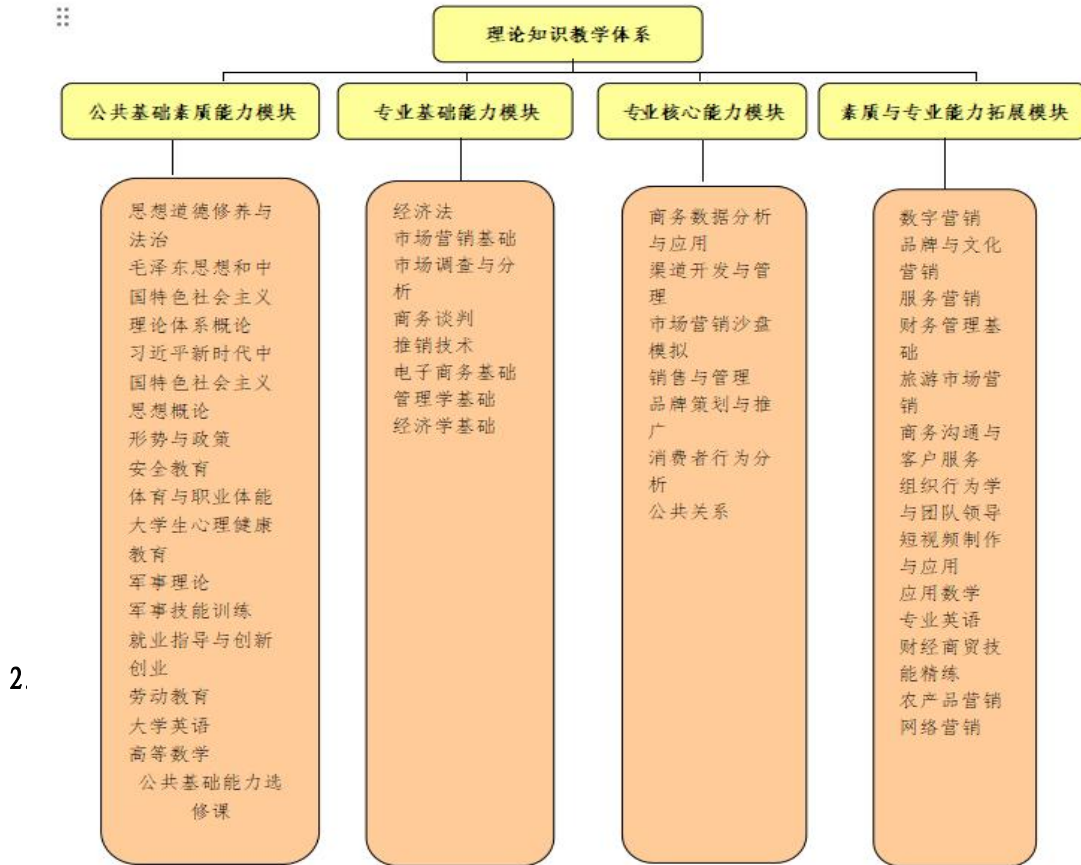 理论知识教学体系
公共基础素质能力模块
专业基础能力模块
专业核心能力模块
素质与专业能力拓展模块
思想道德修养与
法治
毛泽东思想和中
国特色社会主义
理论体系概论
习近平新时代中
国特色社会主义
思想概论
形势与政策
安全教育
体育与职业体能
大学生心理健康
教育
军事理论
军事技能训练
就业指导与创新
创业
劳动教育
大学英语
高等数学
公共基础能力选
修课
经济法
市场营销基础
市场调查与分
析
商务谈判
推销技术
电子商务基础
管理学基础
经济学基础
商务数据分析
与应用
渠道开发与管
理
市场营销沙盘
模拟
销售与管理
品牌策划与推
广
消费者行为分
析
公共关系
数字营销
品牌与文化
营销
服务营销
财务管理基
础
旅游市场营
销
商务沟通与
客户服务
组织行为学
与团队领导
短视频制作
与应用
应用数学
专业英语
财经商贸技
能精练
农产品营销
网络营销
2.